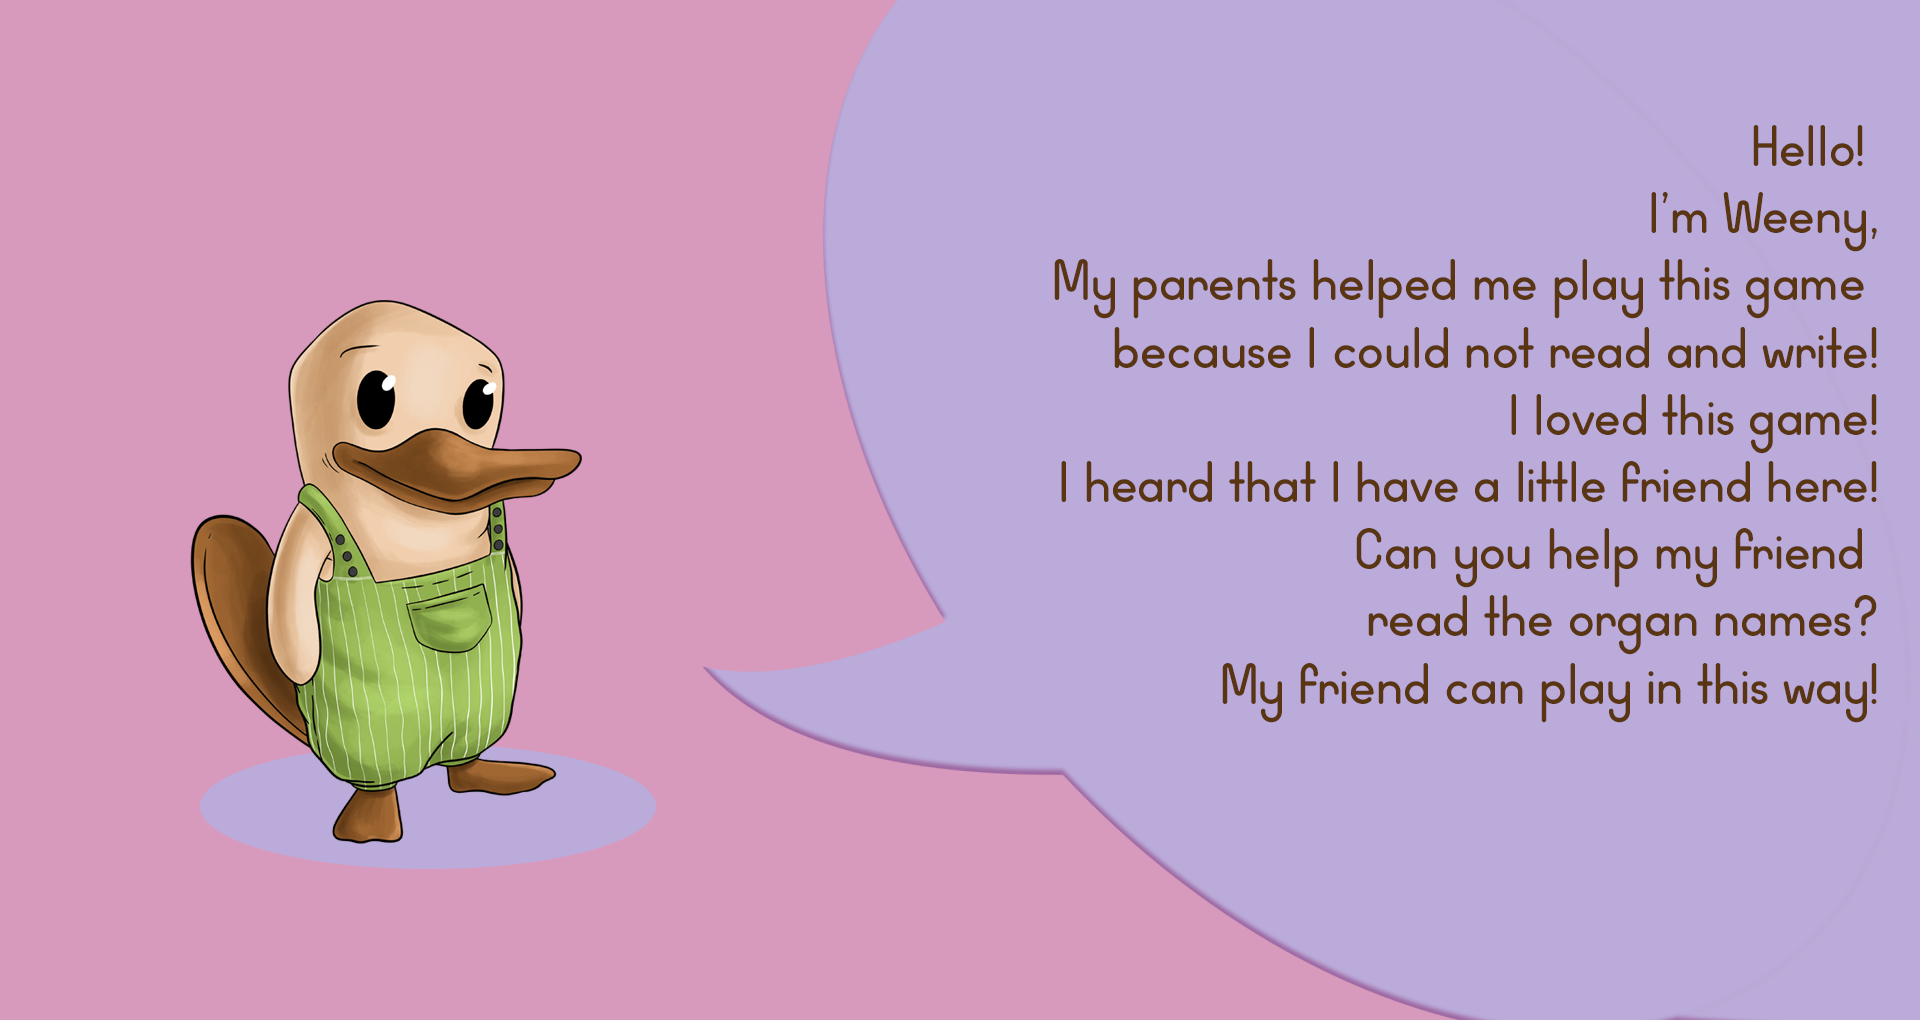 Hello!
I'm Weeny,
My parents helped me play this game
because I could not read and write!
I loved this game!
I heard that I have a little friend here!
Can you help my friend
read the organ names?
My friend can play in this way!